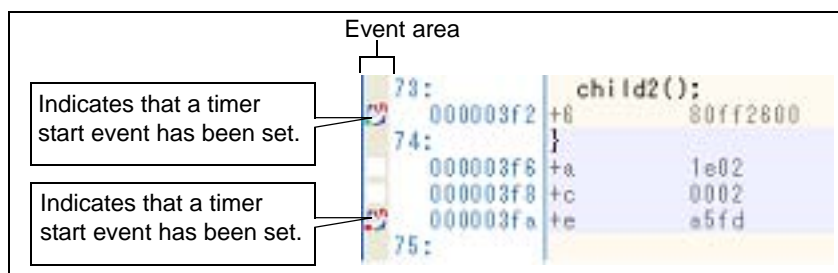 Event area
Indicates that a timer
start event has been set.
Indicates that a timer
start event has been set.
73: child2();
000003f2 +6 80ff2600
74: }
000003f6 +a 1e02
000003f8 +c 0002
000003fa +e a5fd
75: